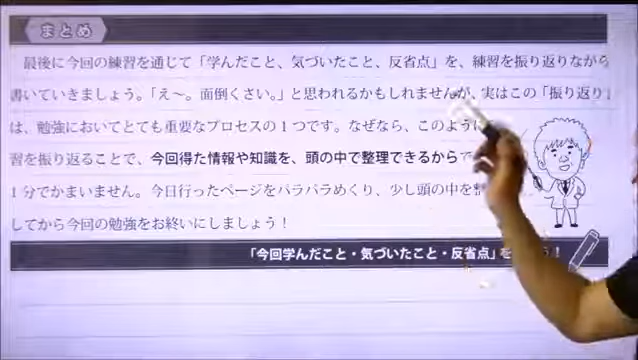 まとめ
最後に今回の練習を通じて「学んだこと、気づいたこと、反省点」を、練習を振り返りながら
書いていきましょう。「え〜。面倒くさい。」と思われるかもしれませんが、実はこの「振り返り」
は、勉強においてとても重要なプロセスの１つです。なぜなら、このように
習を振り返ることで、今回得た情報や知識を、頭の中で整理できるからで
１分でかまいません。今日行ったページをパラパラめくり、少し頭の中を整
してから今回の勉強をお終いにしましょう！
「今回学んだこと・気づいたこと・反省点」を ！